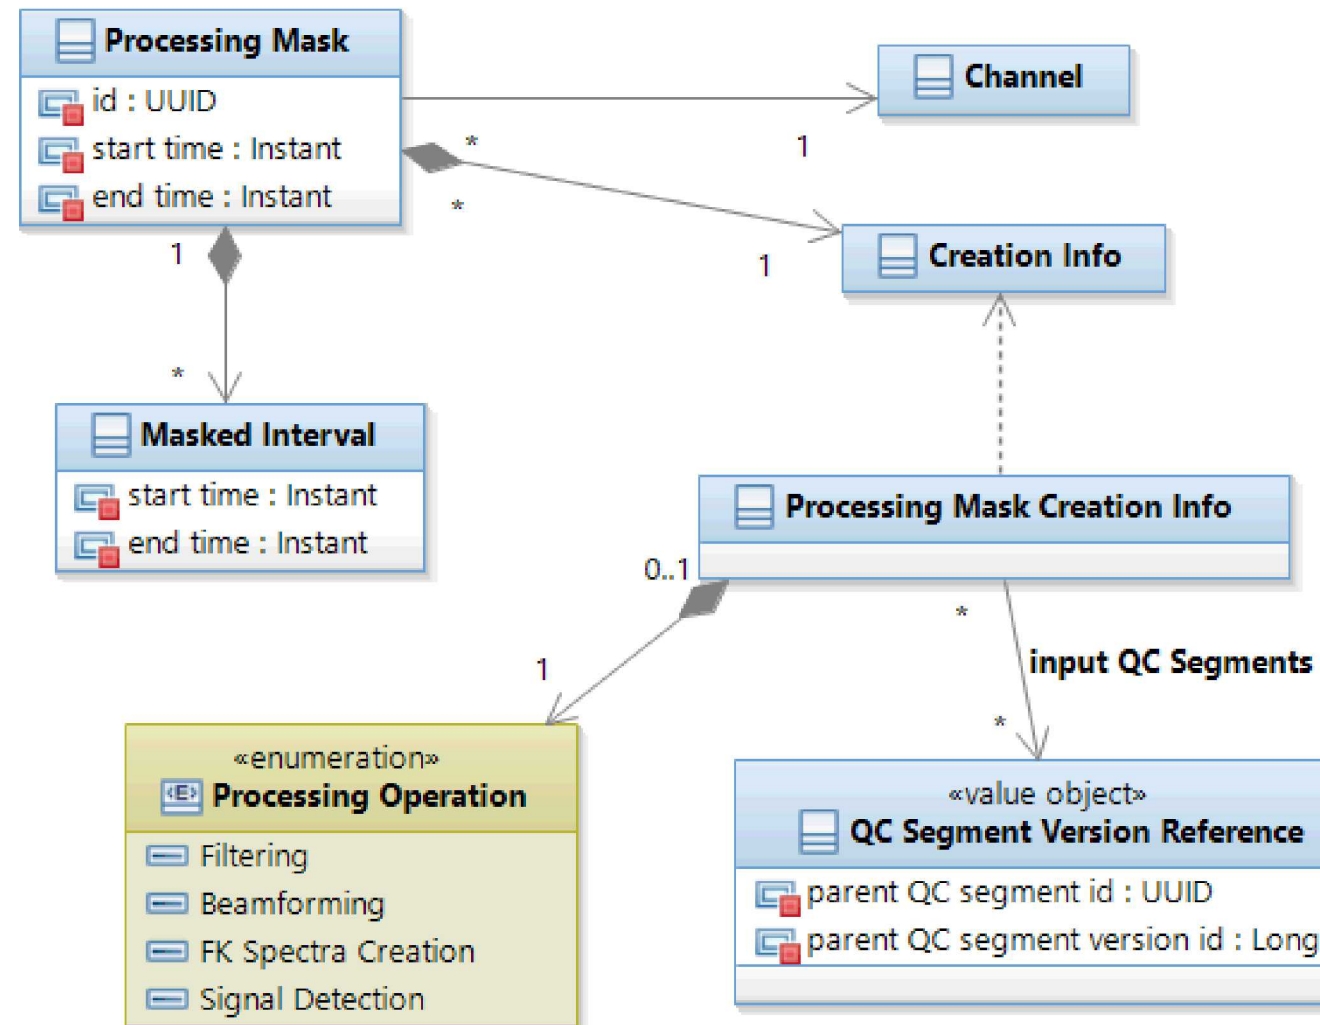 Processing Mask
id : UUID
start time : Instant
end time : Instant
Channel
*
1
*
1
Creation Info
1
*
Masked Interval
start time : Instant
end time : Instant
Processing Mask Creation Info
0..1
*
1
input QC Segments
*
«enumeration»
<E>
Processing Operation
Filtering
Beamforming
FK Spectra Creation
Signal Detection
«value object»
QC Segment Version Reference
parent QC segment id : UUID
parent QC segment version id : Long